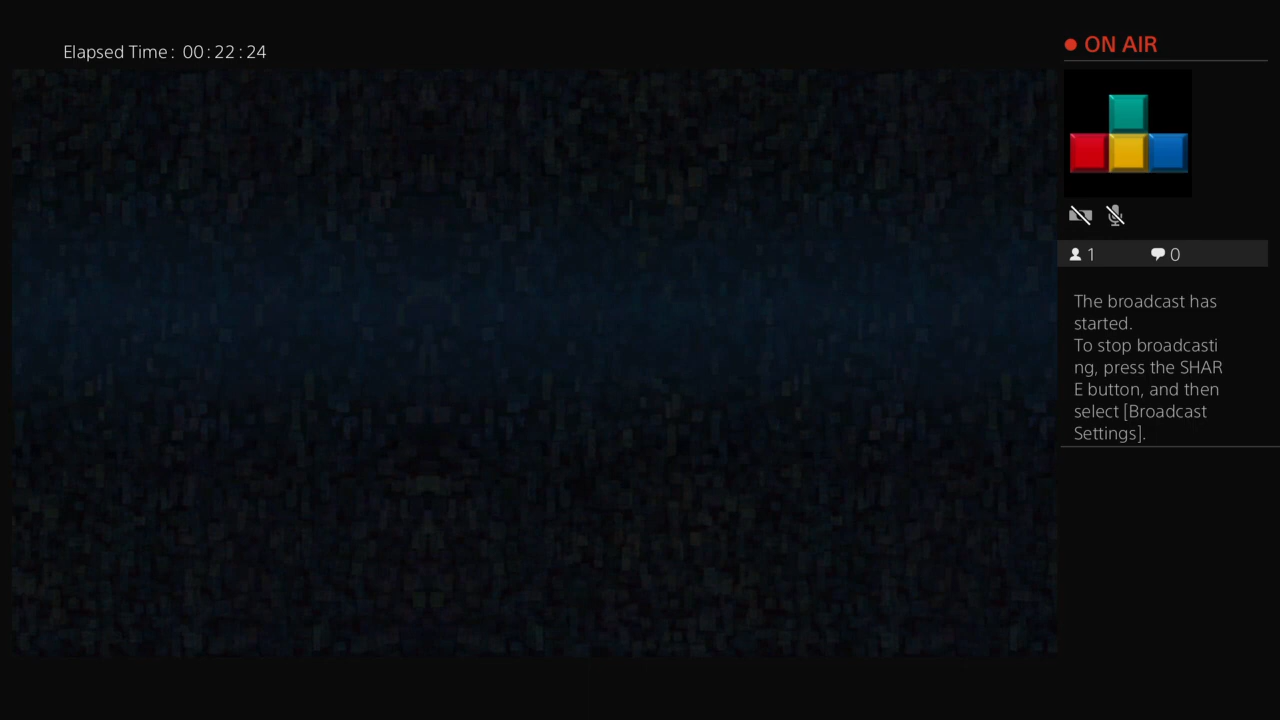 Elapsed Time: 00:22:24
ON AIR
1
0
The broadcast has
started.
To stop broadcasti
ng, press the SHAR
E button, and then
select [Broadcast
Settings].